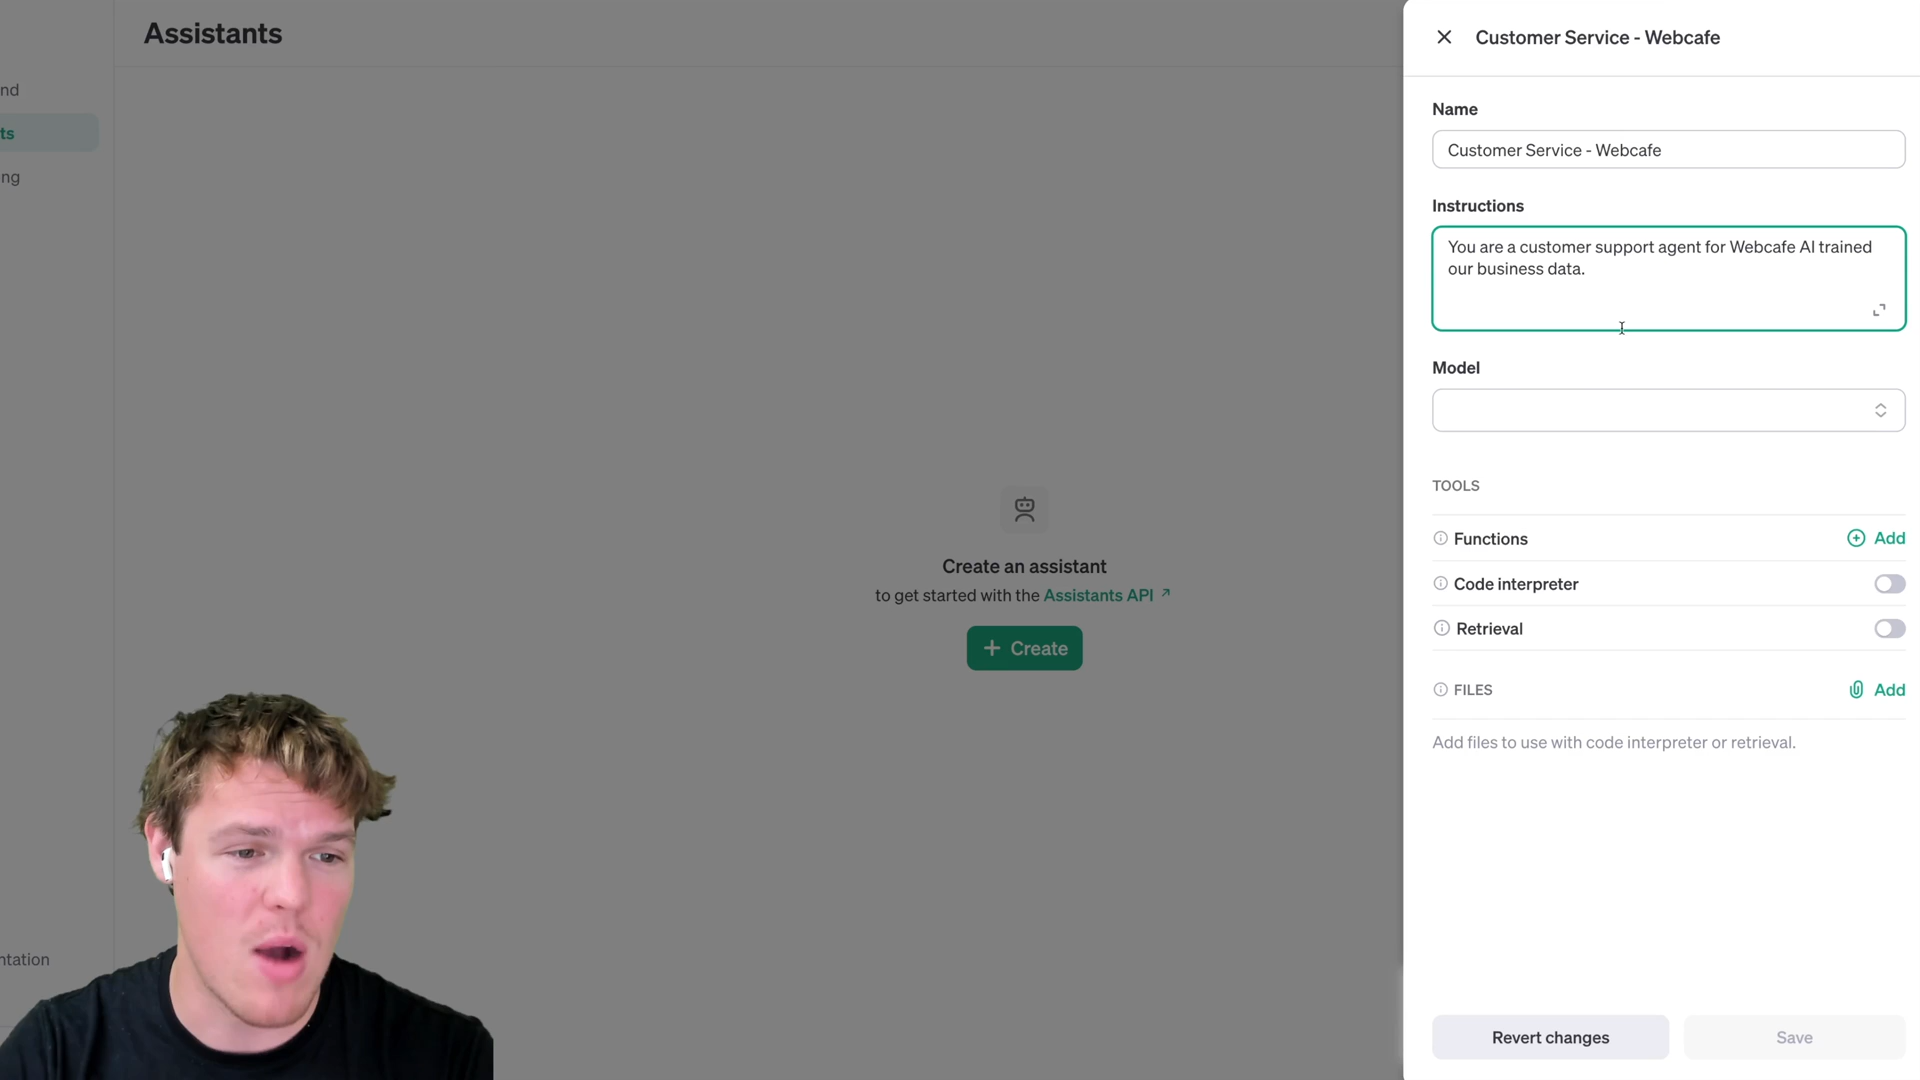 Assistants
nd
ts
ng
ntation
Create an assistant
to get started with the Assistants API ↗
+ Create
Customer Service - Webcafe
Name
Customer Service - Webcafe
Instructions
You are a customer support agent for Webcafe AI trained
our business data.
Model
TOOLS
Functions
Add
Code interpreter
Retrieval
FILES
Add
Add files to use with code interpreter or retrieval.
Revert changes
Save